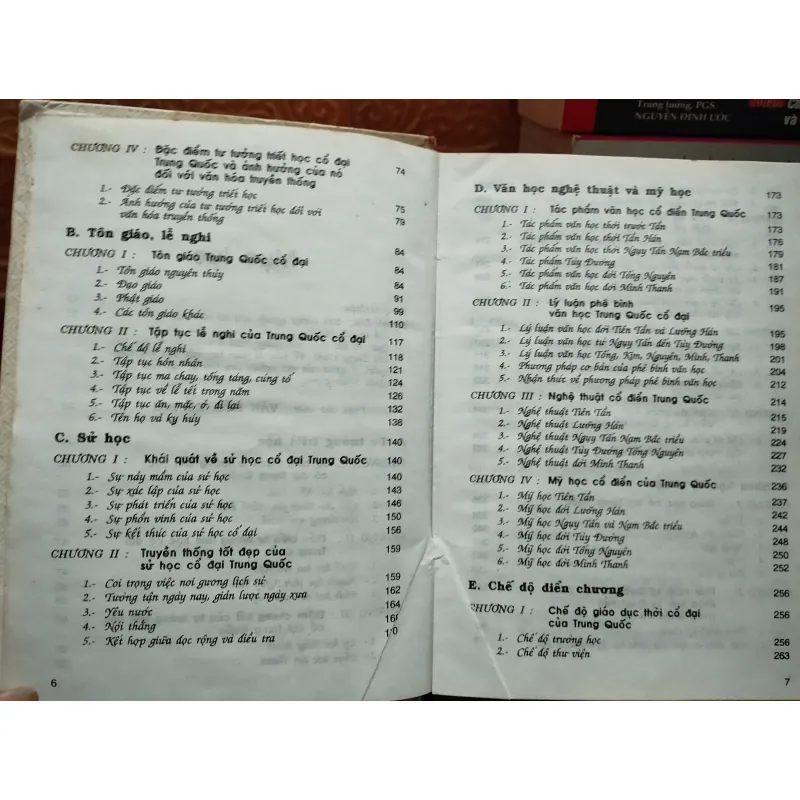 Trung tướng, PGS.
NGUYỄN ĐÌNH ƯỚC
và
CHƯƠNG IV : Đặc điểm tư tưởng triết học cổ đại
Trung Quốc và ảnh hưởng của nó
đối với văn hóa truyền thống 74
1.- Đặc điểm tư tưởng triết học 75
2.- Ảnh hưởng của tư tưởng triết học đối với
văn hóa truyền thống 79
B. Tôn giáo, lễ nghi 84
CHƯƠNG I : Tôn giáo Trung Quốc cổ đại 84
1.- Tôn giáo nguyên thủy 84
2.- Đạo giáo 91
3.- Phật giáo 99
4.- Các tôn giáo khác 110
CHƯƠNG II : Tập tục lễ nghi của Trung Quốc cổ đại 117
1.- Chế độ lễ nghi 118
2.- Tập tục hôn nhân 121
3.- Tập tục ma chay, tống táng, cúng tổ 124
4.- Tập tục về lễ tết trong năm 126
5.- Tập tục ăn, mặc, ở, đi lại 132
6.- Tên họ và kỵ húy 138
C. Sử học 140
CHƯƠNG I : Khái quát về sử học cổ đại Trung Quốc 140
1.- Sự nảy mầm của sử học 140
2.- Sự xác lập của sử học 143
3.- Sự phát triển của sử học 146
4.- Sự phồn vinh của sử học 150
5.- Sự kết thúc của sử học cổ đại 156
CHƯƠNG II : Truyền thống tốt đẹp của
sử học cổ đại Trung Quốc 159
1.- Coi trọng việc noi gương lịch sử 159
2.- Tường tận ngày nay, giản lược ngày xưa 162
3.- Yêu nước 164
4.- Nói thẳng
5.- Kết hợp giữa đọc rộng và điều tra
6
D. Văn học nghệ thuật và mỹ học 173
CHƯƠNG I : Tác phẩm văn học cổ điển Trung Quốc 173
1.- Tác phẩm văn học thời trước Tần 173
2.- Tác phẩm văn học thời Tần Hán 176
3.- Tác phẩm văn học thời Ngụy Tấn Nam Bắc triều 179
4.- Tác phẩm Tùy Đường 181
5.- Tác phẩm văn học đời Tống Nguyên 187
6.- Tác phẩm văn học đời Minh Thanh 191
CHƯƠNG II : Lý luận phê bình
văn học Trung Quốc cổ đại 195
1.- Lý luận văn học đời Tiên Tần và Lưỡng Hán 195
2.- Lý luận văn học từ Ngụy Tấn đến Tùy Đường 198
3.- Lý luận văn học Tống, Kim, Nguyên, Minh, Thanh 201
4.- Phương pháp cơ bản của phê bình văn học 204
5.- Nhận thức về phương pháp phê bình văn học 212
CHƯƠNG III : Nghệ thuật cổ điển Trung Quốc 214
1.- Nghệ thuật Tiên Tần 215
2.- Nghệ thuật Lưỡng Hán 219
3.- Nghệ thuật Ngụy Tấn Nam Bắc triều 224
4.- Nghệ thuật Tùy Đường Tống Nguyên 227
5.- Nghệ thuật đời Minh Thanh 232
CHƯƠNG IV : Mỹ học cổ điển của Trung Quốc 236
1.- Mỹ học Tiên Tần 237
2.- Mỹ học đời Lưỡng Hán 242
3.- Mỹ học Ngụy Tấn và Nam Bắc triều 244
4.- Mỹ học đời Tùy Đường 248
5.- Mỹ học đời Tống Nguyên 250
6.- Mỹ học đời Minh Thanh 252
E. Chế độ điển chương 256
CHƯƠNG I : Chế độ giáo dục thời cổ đại
của Trung Quốc 256
1.- Chế độ trường học 256
2.- Chế độ thư viện 263
7